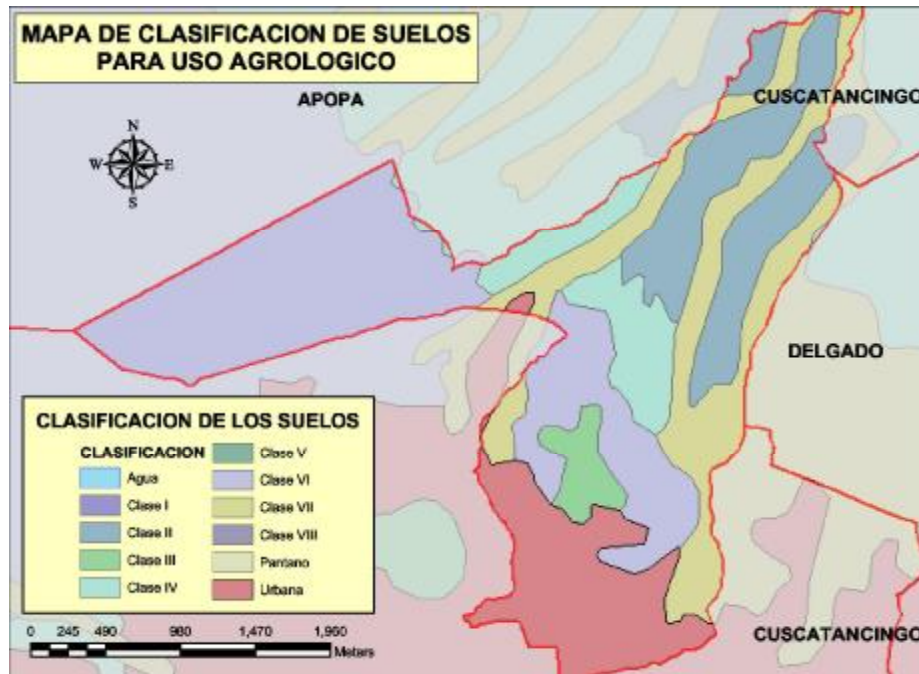 MAPA DE CLASIFICACION DE SUELOS
PARA USO AGROLOGICO
APOPA
CUSCATANCINGO
N
W E
S
DELGADO
CLASIFICACION DE LOS SUELOS
CLASIFICACION
Agua
Clase I
Clase II
Clase III
Clase IV
Clase V
Clase VI
Clase VII
Clase VIII
Pantano
Urbana
0 245 490 980 1,470 1,960
Meters
CUSCATANCINGO